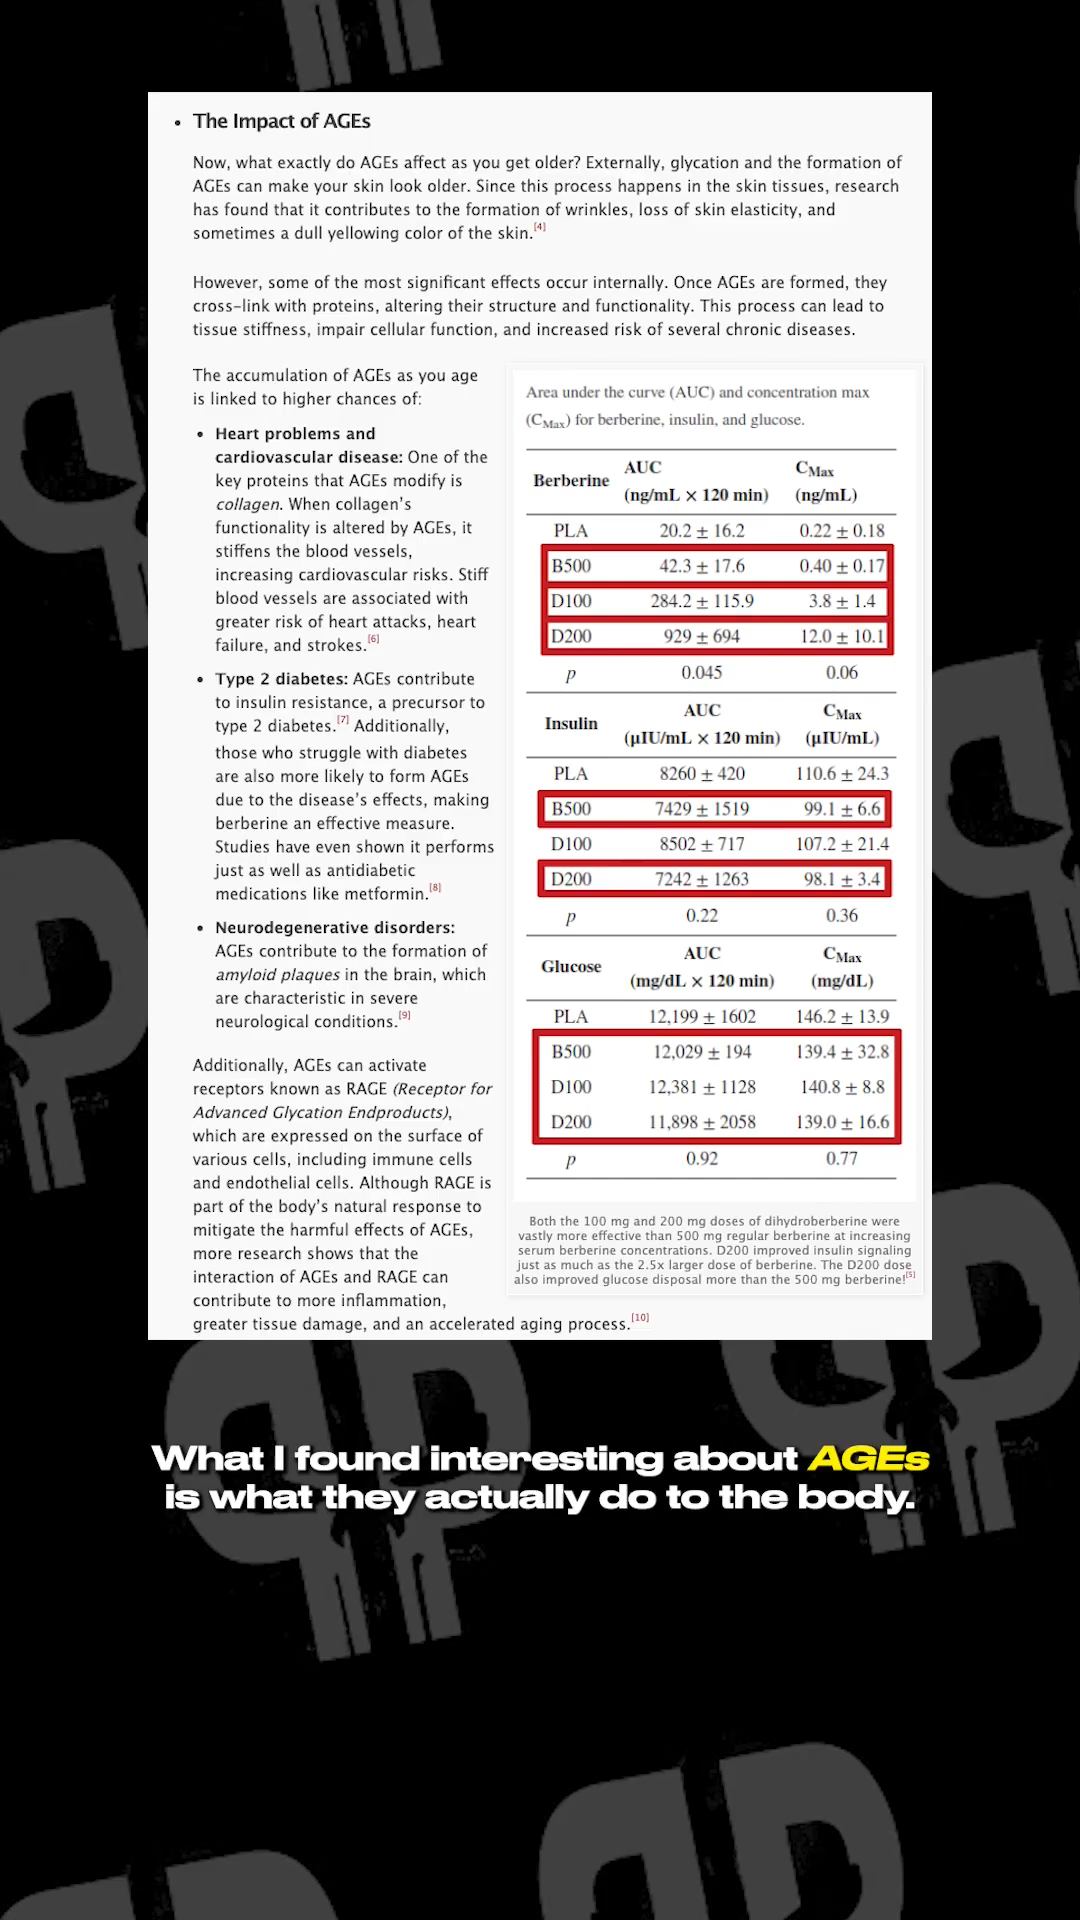 • The Impact of AGEs
Now, what exactly do AGEs affect as you get older? Externally, glycation and the formation of
AGEs can make your skin look older. Since this process happens in the skin tissues, research
has found that it contributes to the formation of wrinkles, loss of skin elasticity, and
sometimes a dull yellowing color of the skin.[4]
However, some of the most significant effects occur internally. Once AGEs are formed, they
cross-link with proteins, altering their structure and functionality. This process can lead to
tissue stiffness, impair cellular function, and increased risk of several chronic diseases.
The accumulation of AGEs as you age
is linked to higher chances of:
• Heart problems and
cardiovascular disease: One of the
key proteins that AGEs modify is
collagen. When collagen's
functionality is altered by AGEs, it
stiffens the blood vessels,
increasing cardiovascular risks. Stiff
blood vessels are associated with
greater risk of heart attacks, heart
failure, and strokes.[6]
• Type 2 diabetes: AGEs contribute
to insulin resistance, a precursor to
type 2 diabetes.[7] Additionally,
those who struggle with diabetes
are also more likely to form AGEs
due to the disease's effects, making
berberine an effective measure.
Studies have even shown it performs
just as well as antidiabetic
medications like metformin.[8]
• Neurodegenerative disorders:
AGEs contribute to the formation of
amyloid plaques in the brain, which
are characteristic in severe
neurological conditions.[9]
Additionally, AGEs can activate
receptors known as RAGE (Receptor for
Advanced Glycation Endproducts),
which are expressed on the surface of
various cells, including immune cells
and endothelial cells. Although RAGE is
part of the body's natural response to
mitigate the harmful effects of AGEs,
more research shows that the
interaction of AGEs and RAGE can
contribute to more inflammation,
greater tissue damage, and an accelerated aging process.[10]
Area under the curve (AUC) and concentration max
(CMax) for berberine, insulin, and glucose.
Berberine AUC (ng/mL × 120 min) CMax (ng/mL)
PLA 20.2 ± 16.2 0.22 ± 0.18
B500 42.3 ± 17.6 0.40 ± 0.17
D100 284.2 ± 115.9 3.8 ± 1.4
D200 929 ± 694 12.0 ± 10.1
p 0.045 0.06
Insulin AUC (μIU/mL × 120 min) CMax (μIU/mL)
PLA 8260 ± 420 110.6 ± 24.3
B500 7429 ± 1519 99.1 ± 6.6
D100 8502 ± 717 107.2 ± 21.4
D200 7242 ± 1263 98.1 ± 3.4
p 0.22 0.36
Glucose AUC (mg/dL × 120 min) CMax (mg/dL)
PLA 12,199 ± 1602 146.2 ± 13.9
B500 12,029 ± 194 139.4 ± 32.8
D100 12,381 ± 1128 140.8 ± 8.8
D200 11,898 ± 2058 139.0 ± 16.6
p 0.92 0.77
Both the 100 mg and 200 mg doses of dihydroberberine were
vastly more effective than 500 mg regular berberine at increasing
serum berberine concentrations. D200 improved insulin signaling
just as much as the 2.5x larger dose of berberine. The D200 dose
also improved glucose disposal more than the 500 mg berberine![5]
What I found interesting about AGEs
is what they actually do to the body.